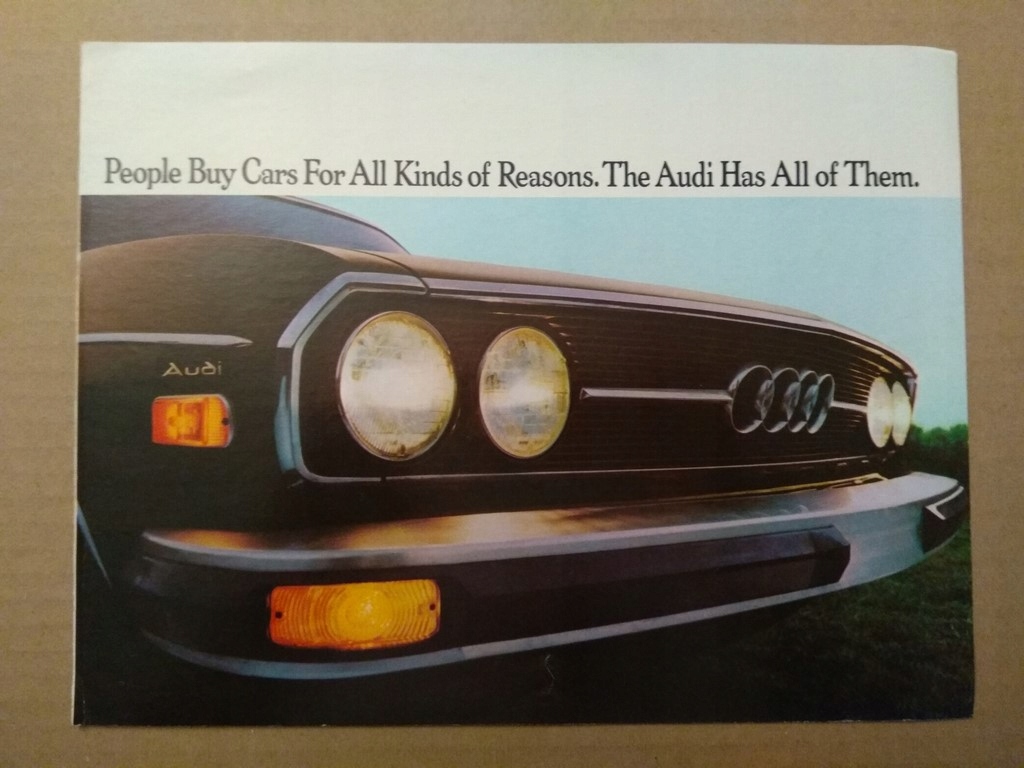 People Buy Cars For All Kinds of Reasons. The Audi Has All of Them.
Audi